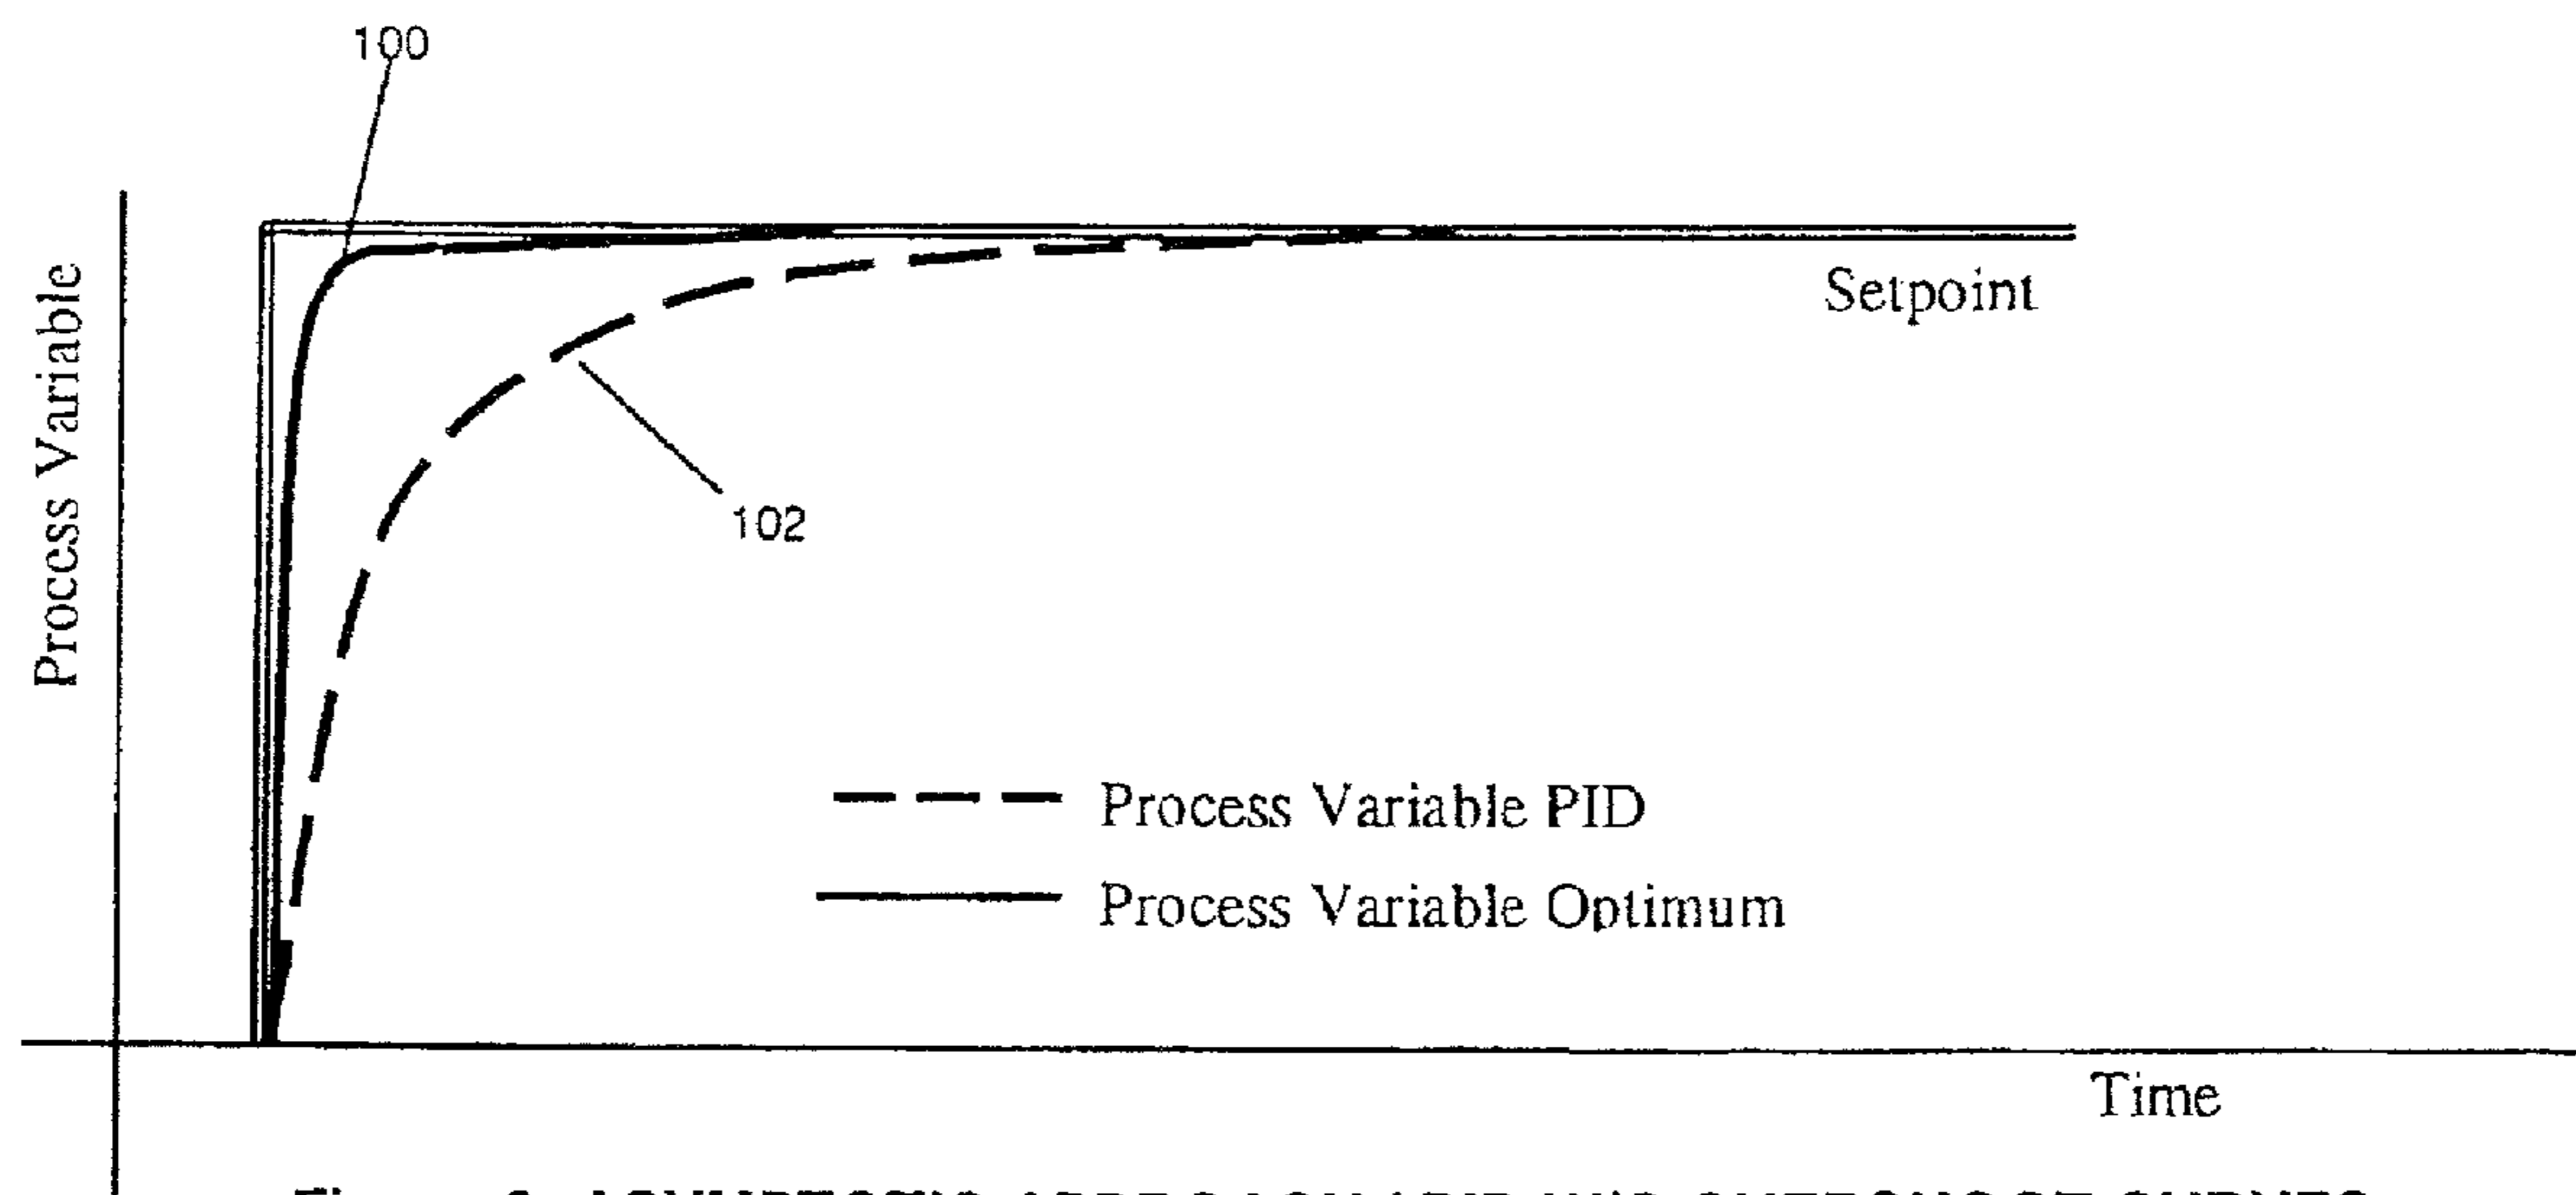 100
Process Variable
Setpoint
102
Process Variable PID
Process Variable Optimum
Time